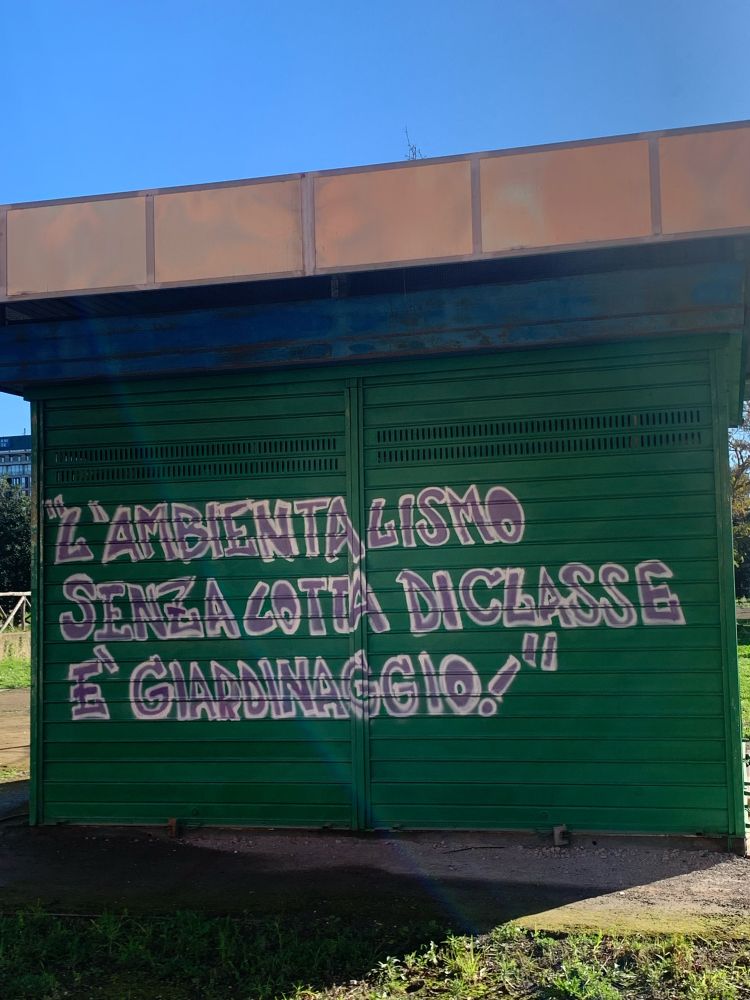 "L'AMBIENTALISMO
SENZA LOTTA DI CLASSE
E' GIARDINAGGIO!"